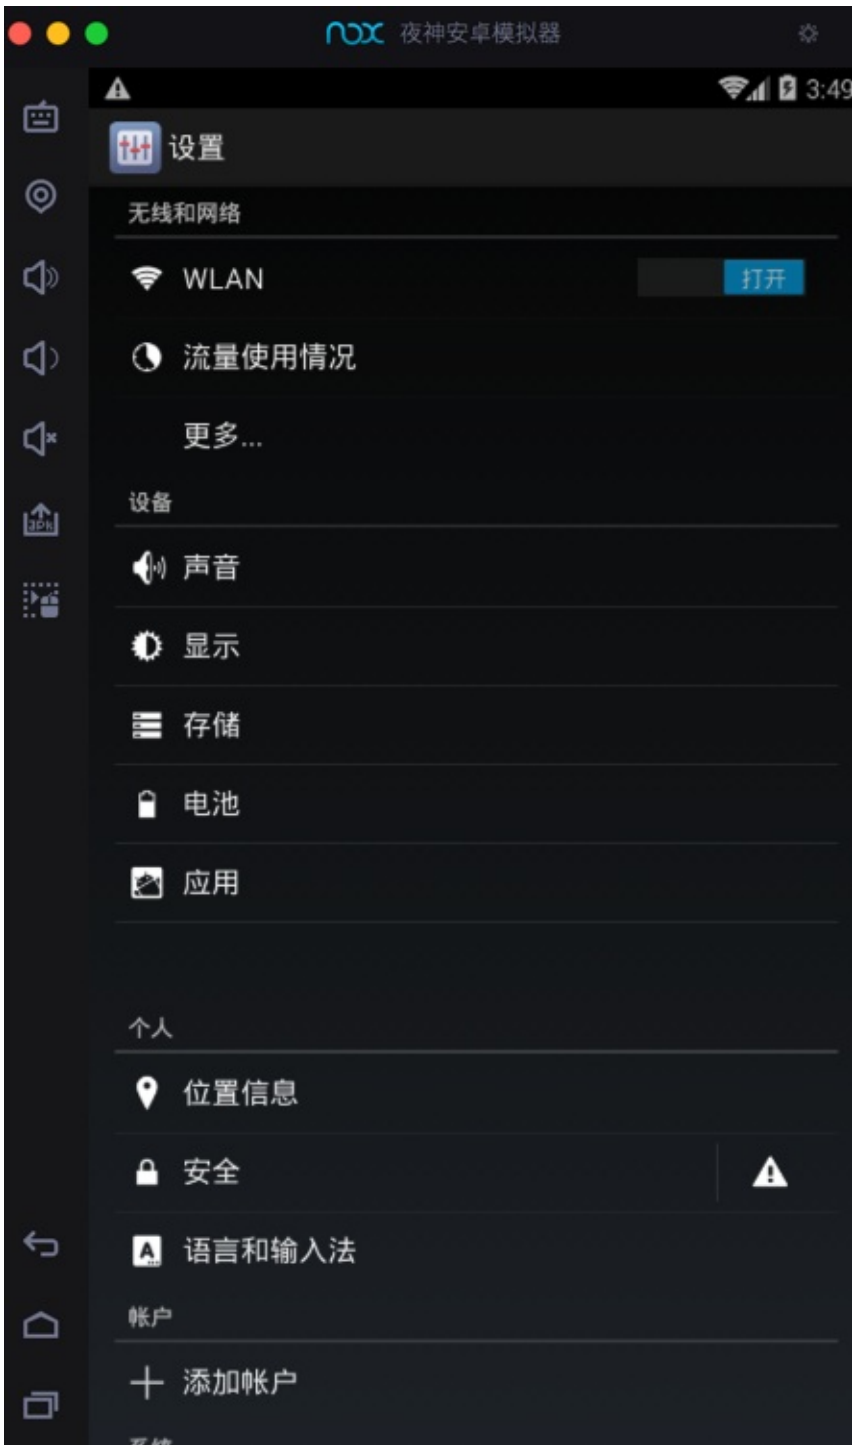 nox 夜神安卓模拟器
3:49
设置
无线和网络
WLAN 打开
流量使用情况
更多...
设备
声音
显示
存储
电池
应用
个人
位置信息
安全
语言和输入法
A
帐户
添加帐户
系统